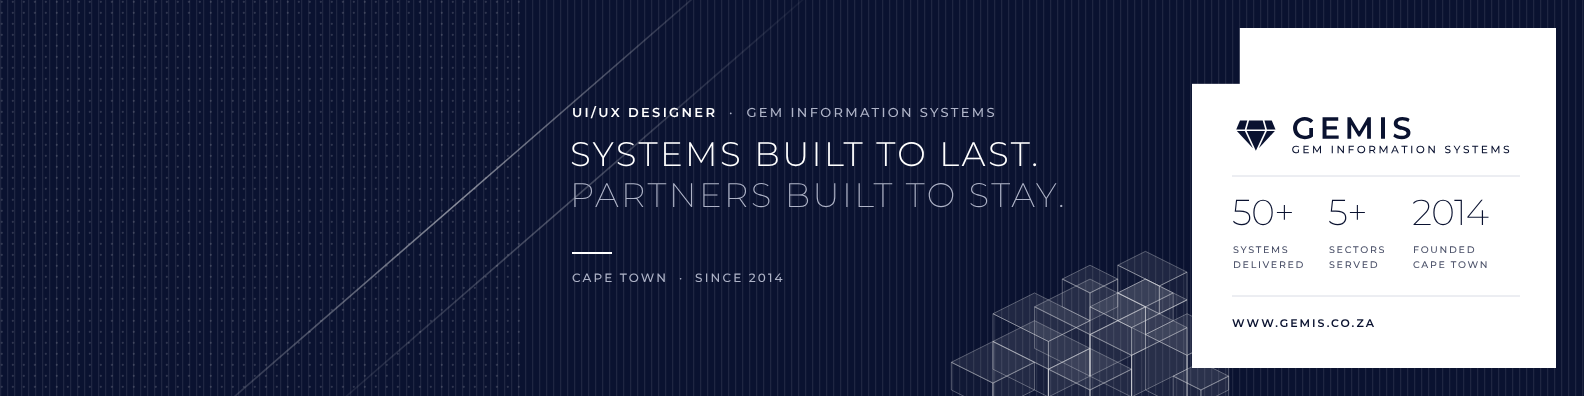 UI/UX DESIGNER · GEM INFORMATION SYSTEMS
SYSTEMS BUILT TO LAST.
PARTNERS BUILT TO STAY.
CAPE TOWN · SINCE 2014
GEMIS
GEM INFORMATION SYSTEMS
50+ 5+ 2014
SYSTEMS SECTORS FOUNDED
DELIVERED SERVED CAPE TOWN
WWW.GEMIS.CO.ZA